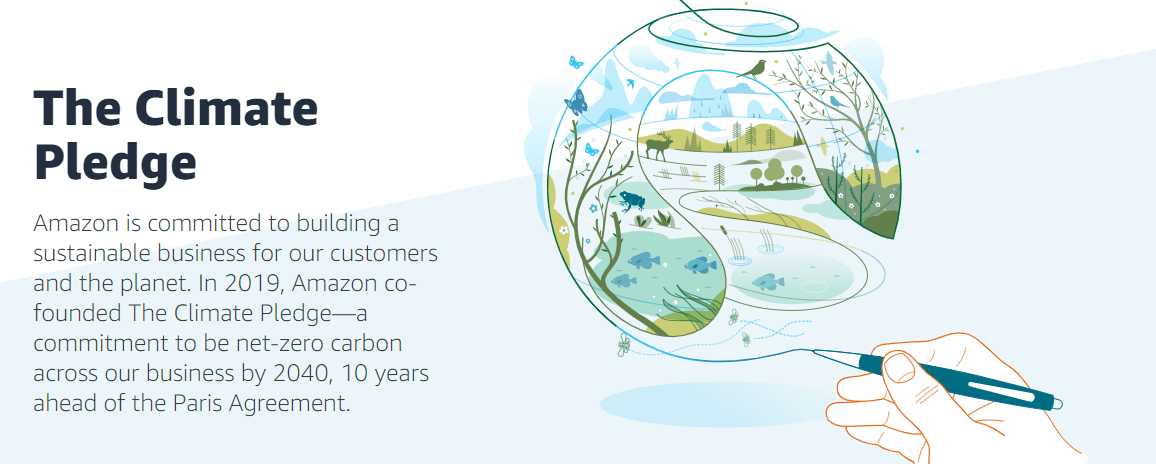 The Climate
Pledge
Amazon is committed to building a
sustainable business for our customers
and the planet. In 2019, Amazon co-
founded The Climate Pledge—a
commitment to be net-zero carbon
across our business by 2040, 10 years
ahead of the Paris Agreement.